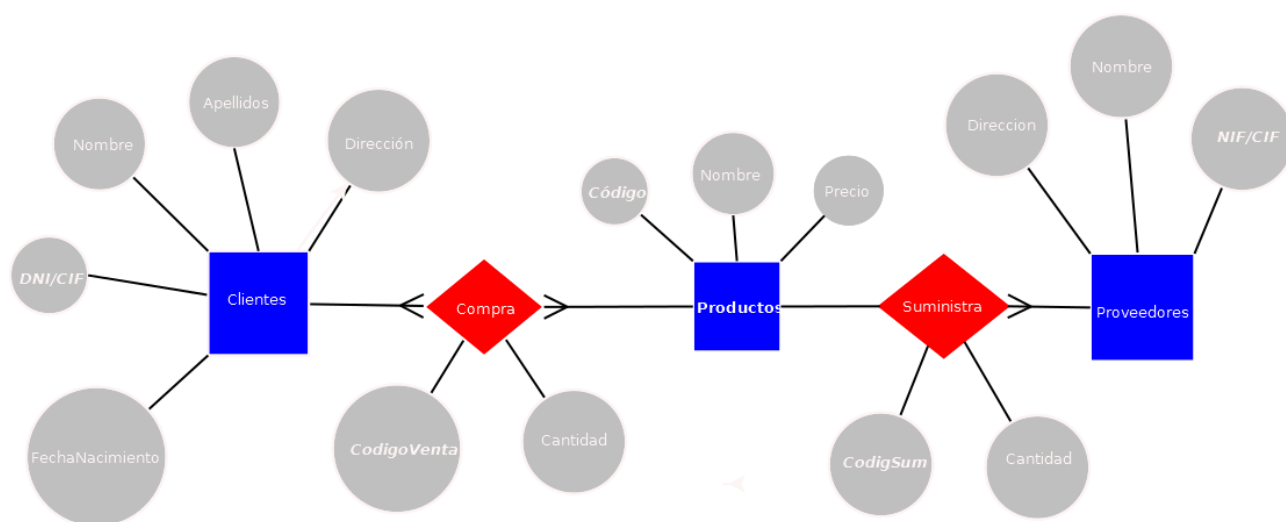 Nombre
Apellidos
Dirección
DNI/CIF
Clientes
FechaNacimiento
Compra
CodigoVenta
Cantidad
Código
Nombre
Precio
Productos
Suministra
CodigSum
Cantidad
Direccion
Nombre
NIF/CIF
Proveedores